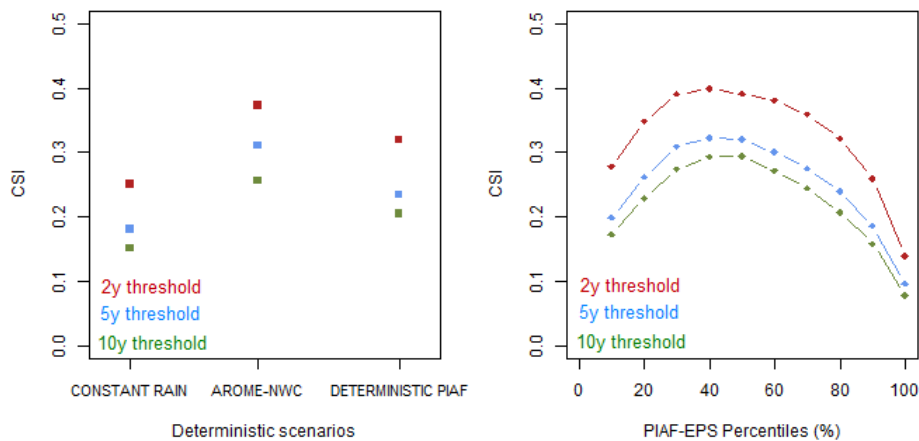 0.5
0.4
0.3
0.2
0.1
0.0
CSI
2y threshold
5y threshold
10y threshold
CONSTANT RAIN AROME-NWC DETERMINISTIC PIAF
Deterministic scenarios
0.5
0.4
0.3
0.2
0.1
0.0
CSI
2y threshold
5y threshold
10y threshold
0 20 40 60 80 100
PIAF-EPS Percentiles (%)